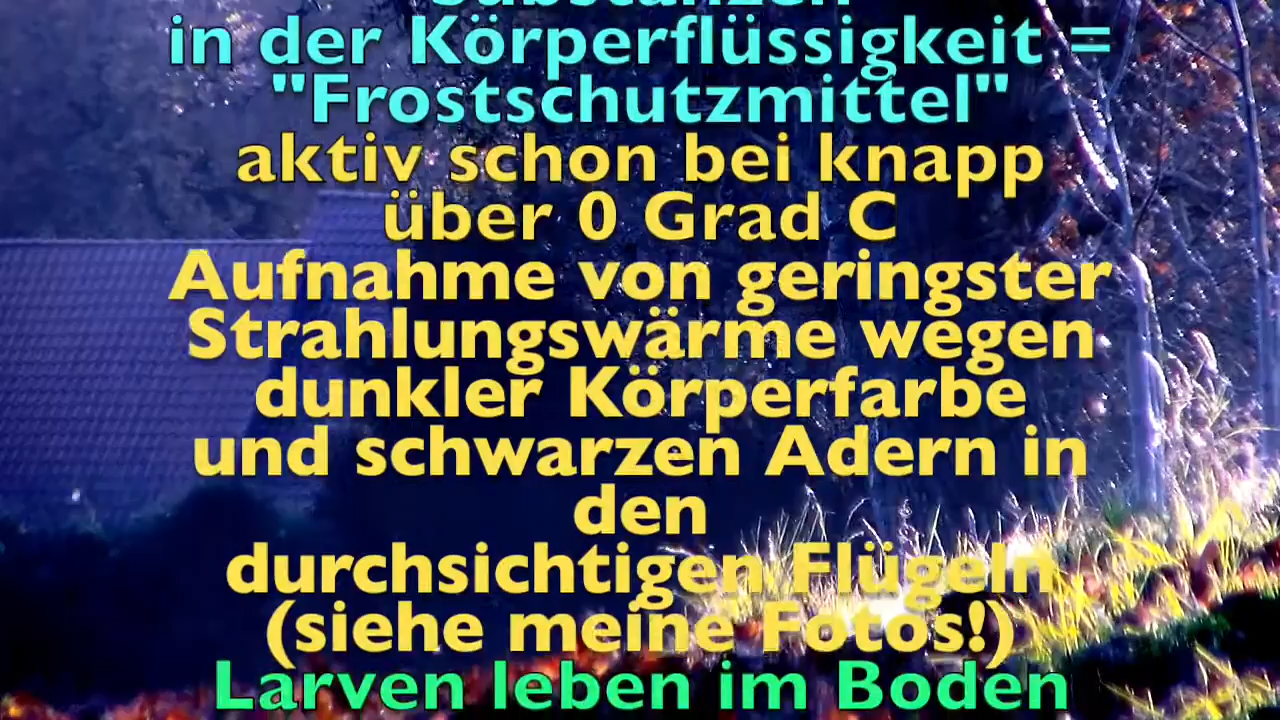 Substanzen
in der Körperflüssigkeit =
"Frostschutzmittel"
aktiv schon bei knapp
über 0 Grad C
Aufnahme von geringster
Strahlungswärme wegen
dunkler Körperfarbe
und schwarzen Adern in
den
durchsichtigen Flügeln
(siehe meine Fotos!)
Larven leben im Boden